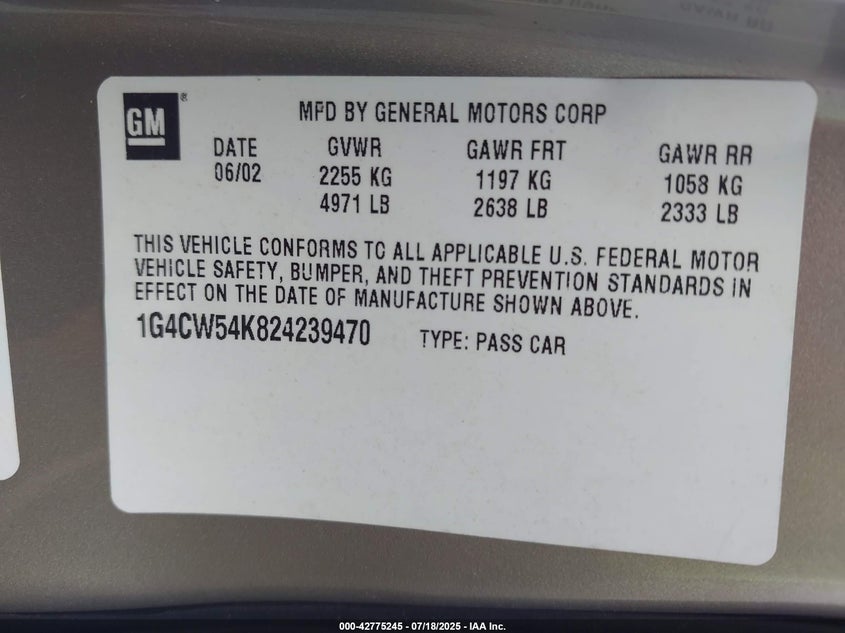 GM
®
MFD BY GENERAL MOTORS CORP
DATE GVWR GAWR FRT GAWR RR
06/02 2255 KG 1197 KG 1058 KG
4971 LB 2638 LB 2333 LB
THIS VEHICLE CONFORMS TO ALL APPLICABLE U.S. FEDERAL MOTOR
VEHICLE SAFETY, BUMPER, AND THEFT PREVENTION STANDARDS IN
EFFECT ON THE DATE OF MANUFACTURE SHOWN ABOVE.
1G4CW54K824239470 TYPE: PASS CAR
000-42775245 - 07/18/2025 - IAA Inc.